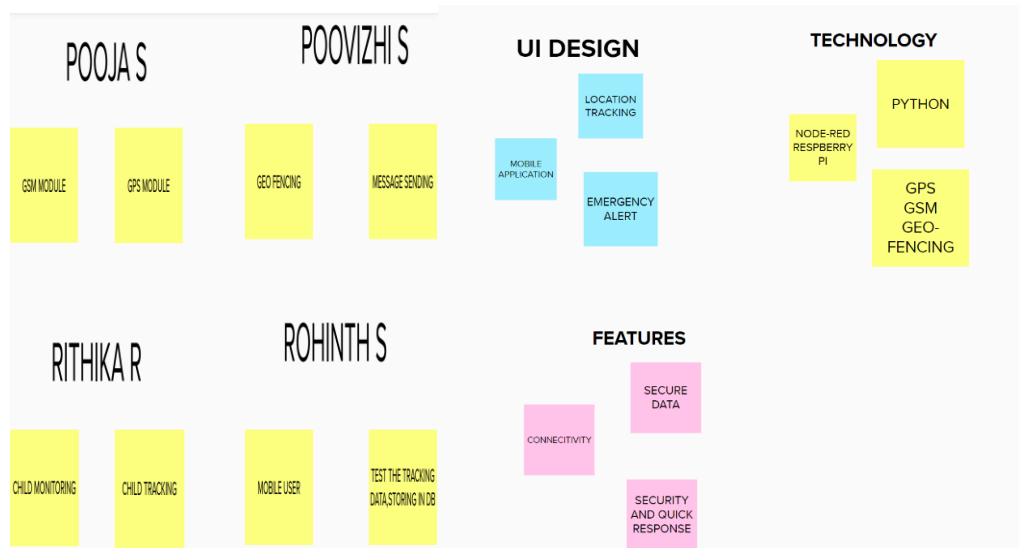 POOJA S
GSM MODULE
GPS MODULE
POOVIZHI S
GEO FENCING
MESSAGE SENDING
UI DESIGN
LOCATION
TRACKING
MOBILE
APPLICATION
EMERGENCY
ALERT
TECHNOLOGY
PYTHON
NODE-RED
RESPBERRY
PI
GPS
GSM
GEO-
FENCING
RITHIKA R
CHILD MONITORING
CHILD TRACKING
ROHINTH S
MOBILE USER
TEST THE TRACKING
DATA,STORING IN DB
FEATURES
SECURE
DATA
CONNECITIVITY
SECURITY
AND QUICK
RESPONSE